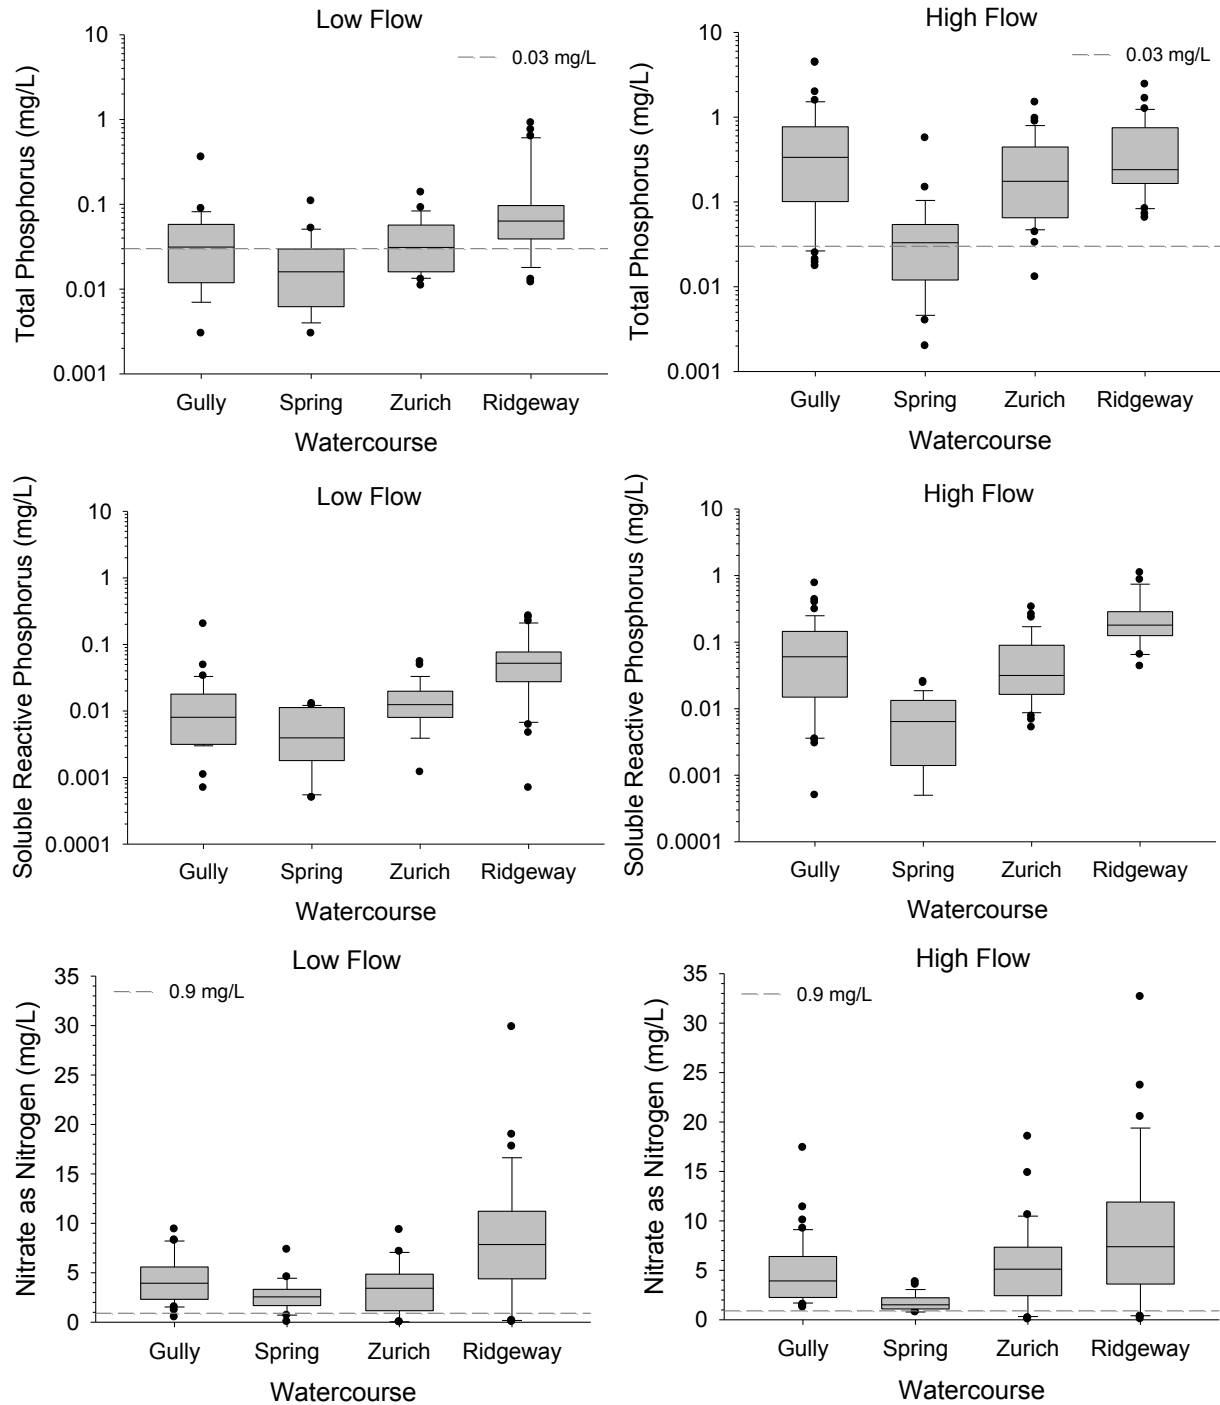 Low Flow
Total Phosphorus (mg/L)
0.03 mg/L
10
1
0.1
0.01
0.001
Gully Spring Zurich Ridgeway
Watercourse
High Flow
Total Phosphorus (mg/L)
0.03 mg/L
10
1
0.1
0.01
0.001
Gully Spring Zurich Ridgeway
Watercourse
Low Flow
Soluble Reactive Phosphorus (mg/L)
10
1
0.1
0.01
0.001
0.0001
Gully Spring Zurich Ridgeway
Watercourse
High Flow
Soluble Reactive Phosphorus (mg/L)
10
1
0.1
0.01
0.001
0.0001
Gully Spring Zurich Ridgeway
Watercourse
Low Flow
Nitrate as Nitrogen (mg/L)
0.9 mg/L
35
30
25
20
15
10
5
0
Gully Spring Zurich Ridgeway
Watercourse
High Flow
Nitrate as Nitrogen (mg/L)
0.9 mg/L
35
30
25
20
15
10
5
0
Gully Spring Zurich Ridgeway
Watercourse